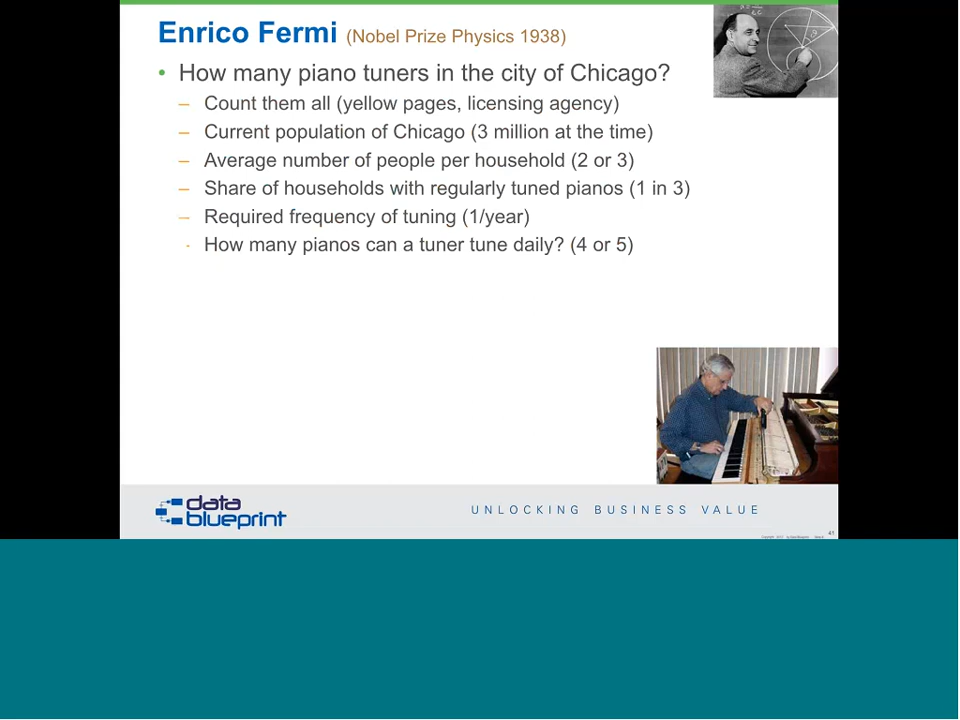 Enrico Fermi (Nobel Prize Physics 1938)
• How many piano tuners in the city of Chicago?
– Count them all (yellow pages, licensing agency)
– Current population of Chicago (3 million at the time)
– Average number of people per household (2 or 3)
– Share of households with regularly tuned pianos (1 in 3)
– Required frequency of tuning (1/year)
- How many pianos can a tuner tune daily? (4 or 5)
data
blueprint
UNLOCKING BUSINESS VALUE
41